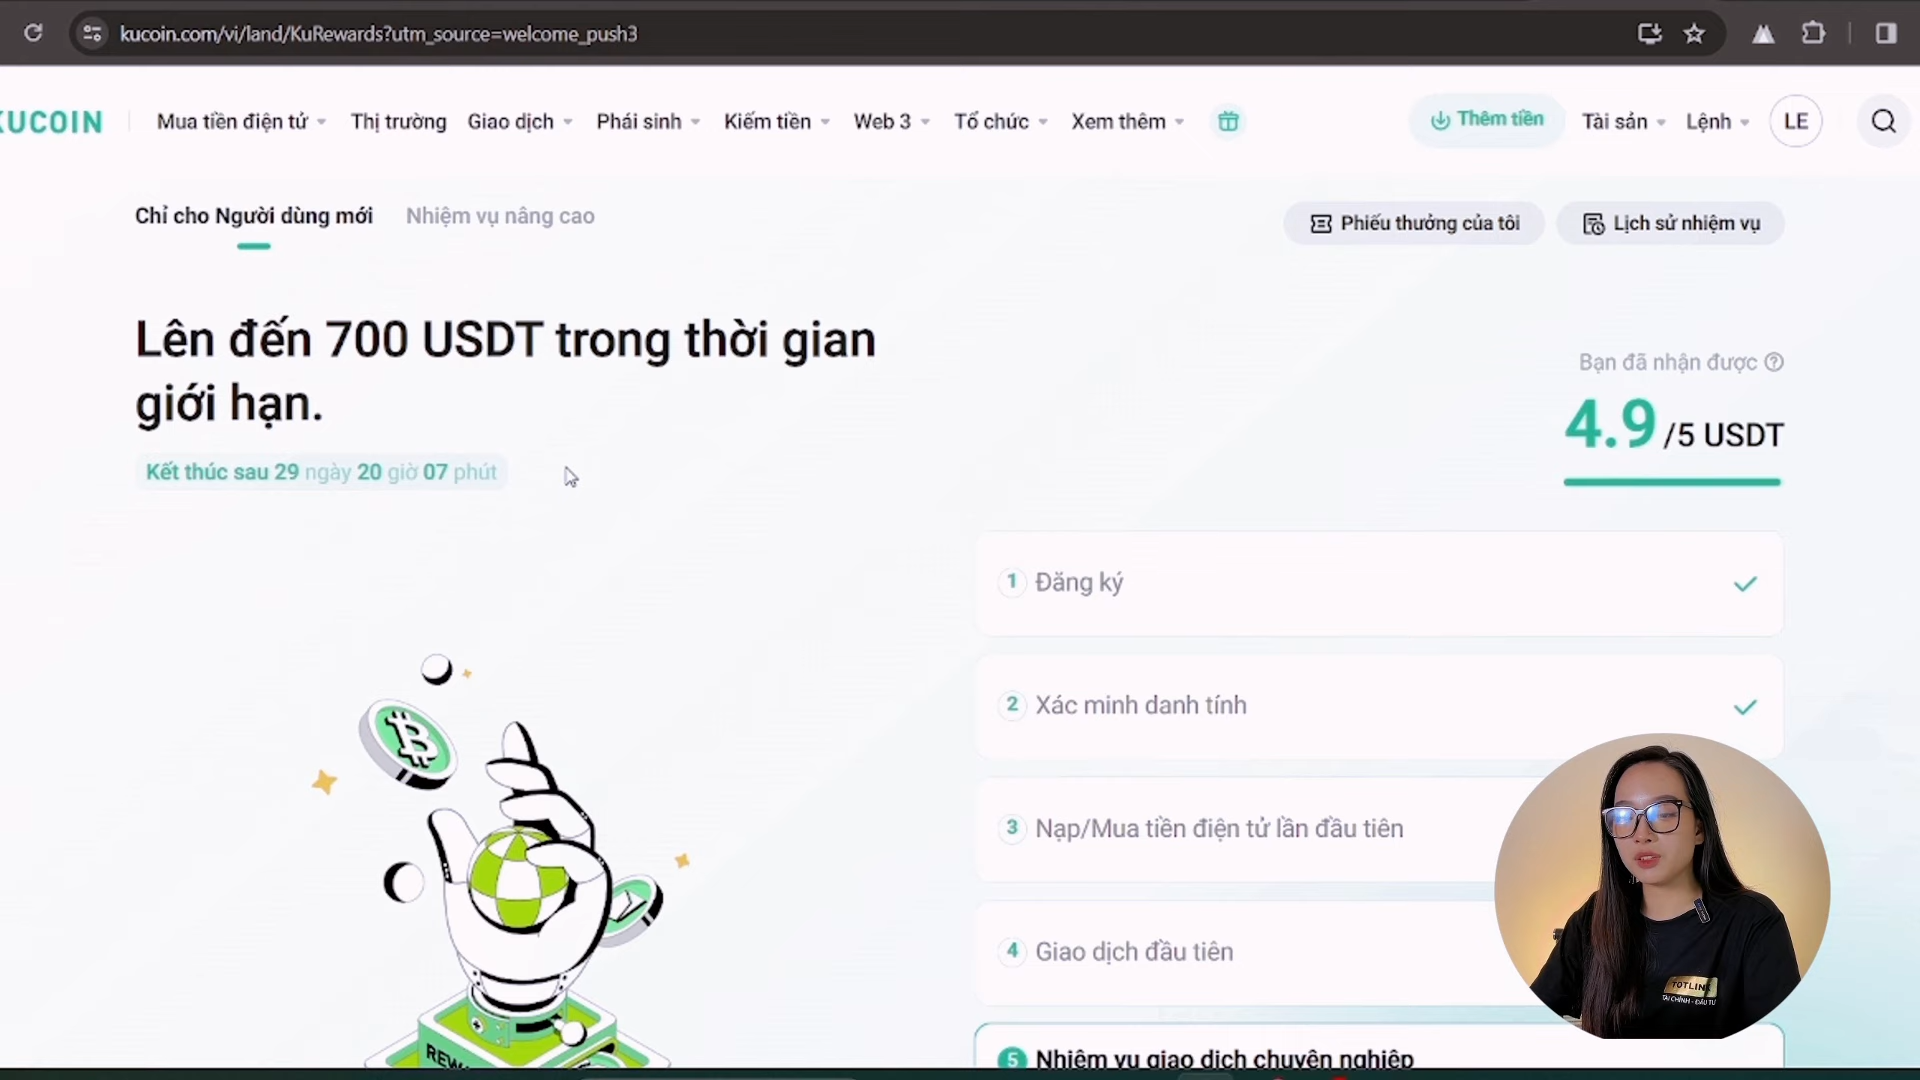 kucoin.com/vi/land/KuRewards?utm_source=welcome_push3
KUCOIN
Mua tiền điện tử
Thị trường
Giao dịch
Phái sinh
Kiếm tiền
Web 3
Tổ chức
Xem thêm
Thêm tiền
Tài sản
Lệnh
LE
Chỉ cho Người dùng mới
Nhiệm vụ nâng cao
Phiếu thưởng của tôi
Lịch sử nhiệm vụ
Lên đến 700 USDT trong thời gian
giới hạn.
Kết thúc sau 29 ngày 20 giờ 07 phút
Bạn đã nhận được
4.9 /5 USDT
1 Đăng ký
2 Xác minh danh tính
3 Nạp/Mua tiền điện tử lần đầu tiên
4 Giao dịch đầu tiên
5 Nhiệm vụ giao dịch chuyên nghiệp
TOTLINK
TÀI CHÍNH - ĐẦU TƯ